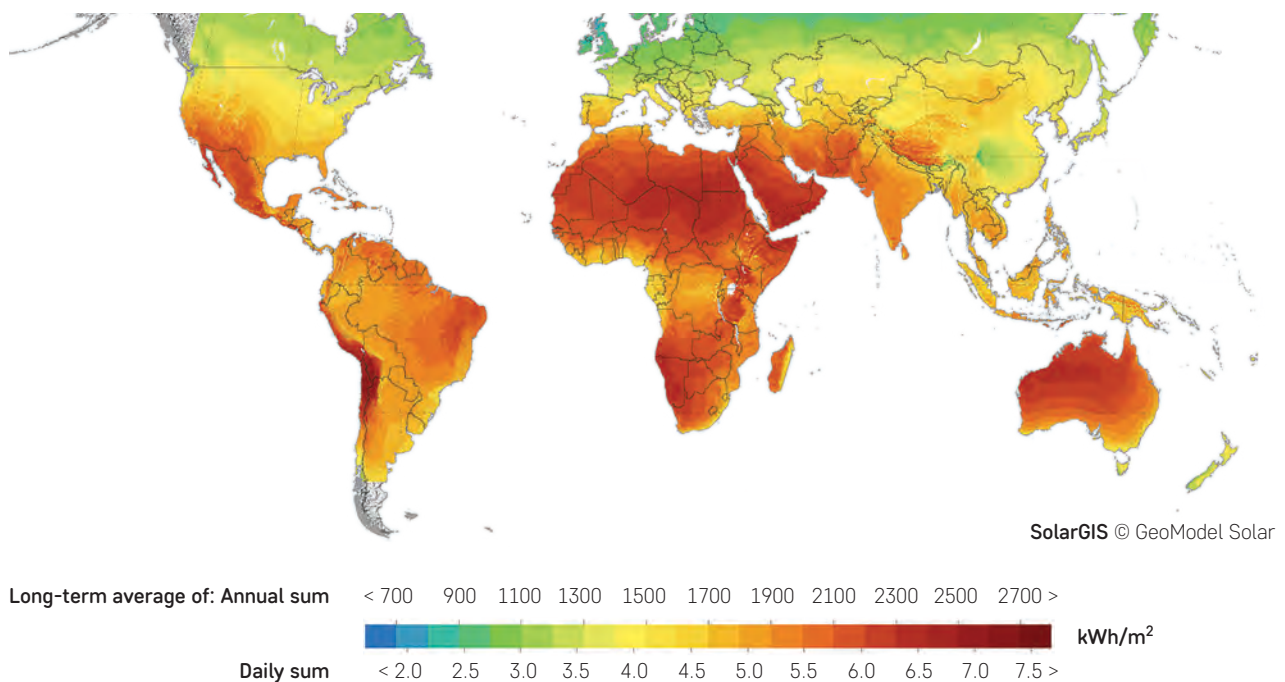 SolarGIS © GeoModel Solar
Long-term average of: Annual sum < 700 900 1100 1300 1500 1700 1900 2100 2300 2500 2700 >
kWh/m²
Daily sum < 2.0 2.5 3.0 3.5 4.0 4.5 5.0 5.5 6.0 6.5 7.0 7.5 >